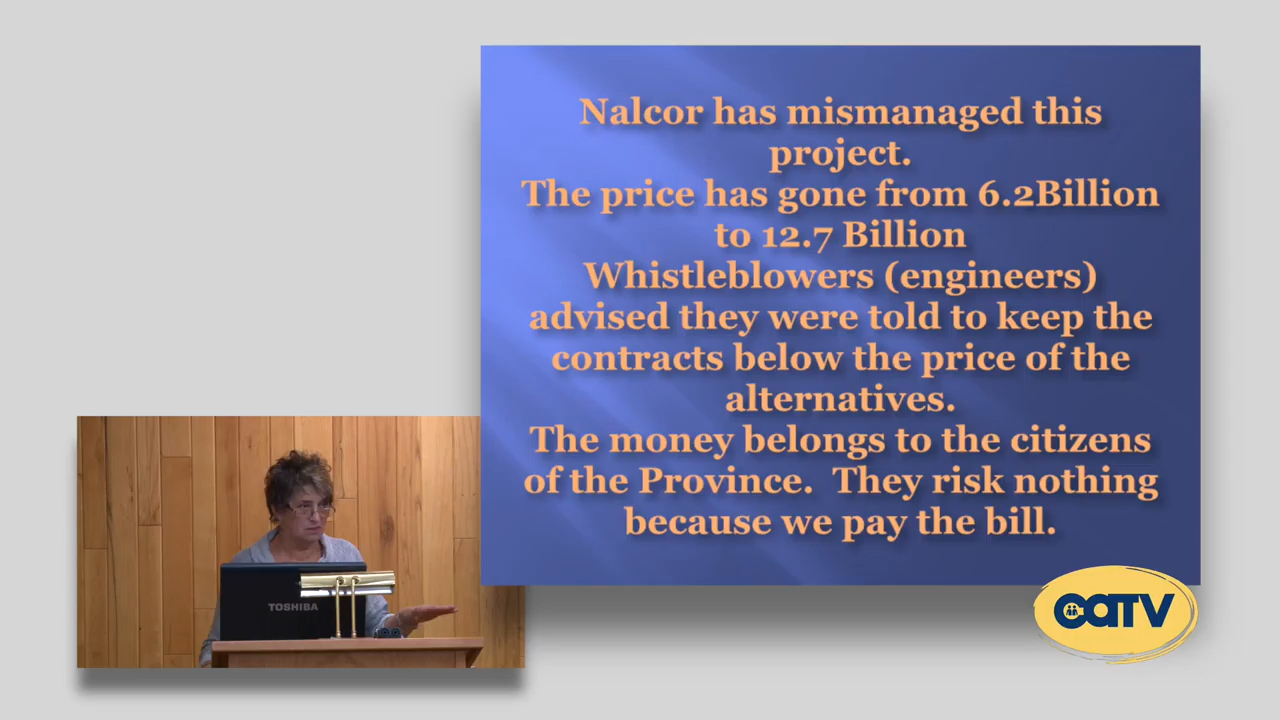 Nalcor has mismanaged this
project.
The price has gone from 6.2Billion
to 12.7 Billion
Whistleblowers (engineers)
advised they were told to keep the
contracts below the price of the
alternatives.
The money belongs to the citizens
of the Province.  They risk nothing
because we pay the bill.
TOSHIBA
CATV